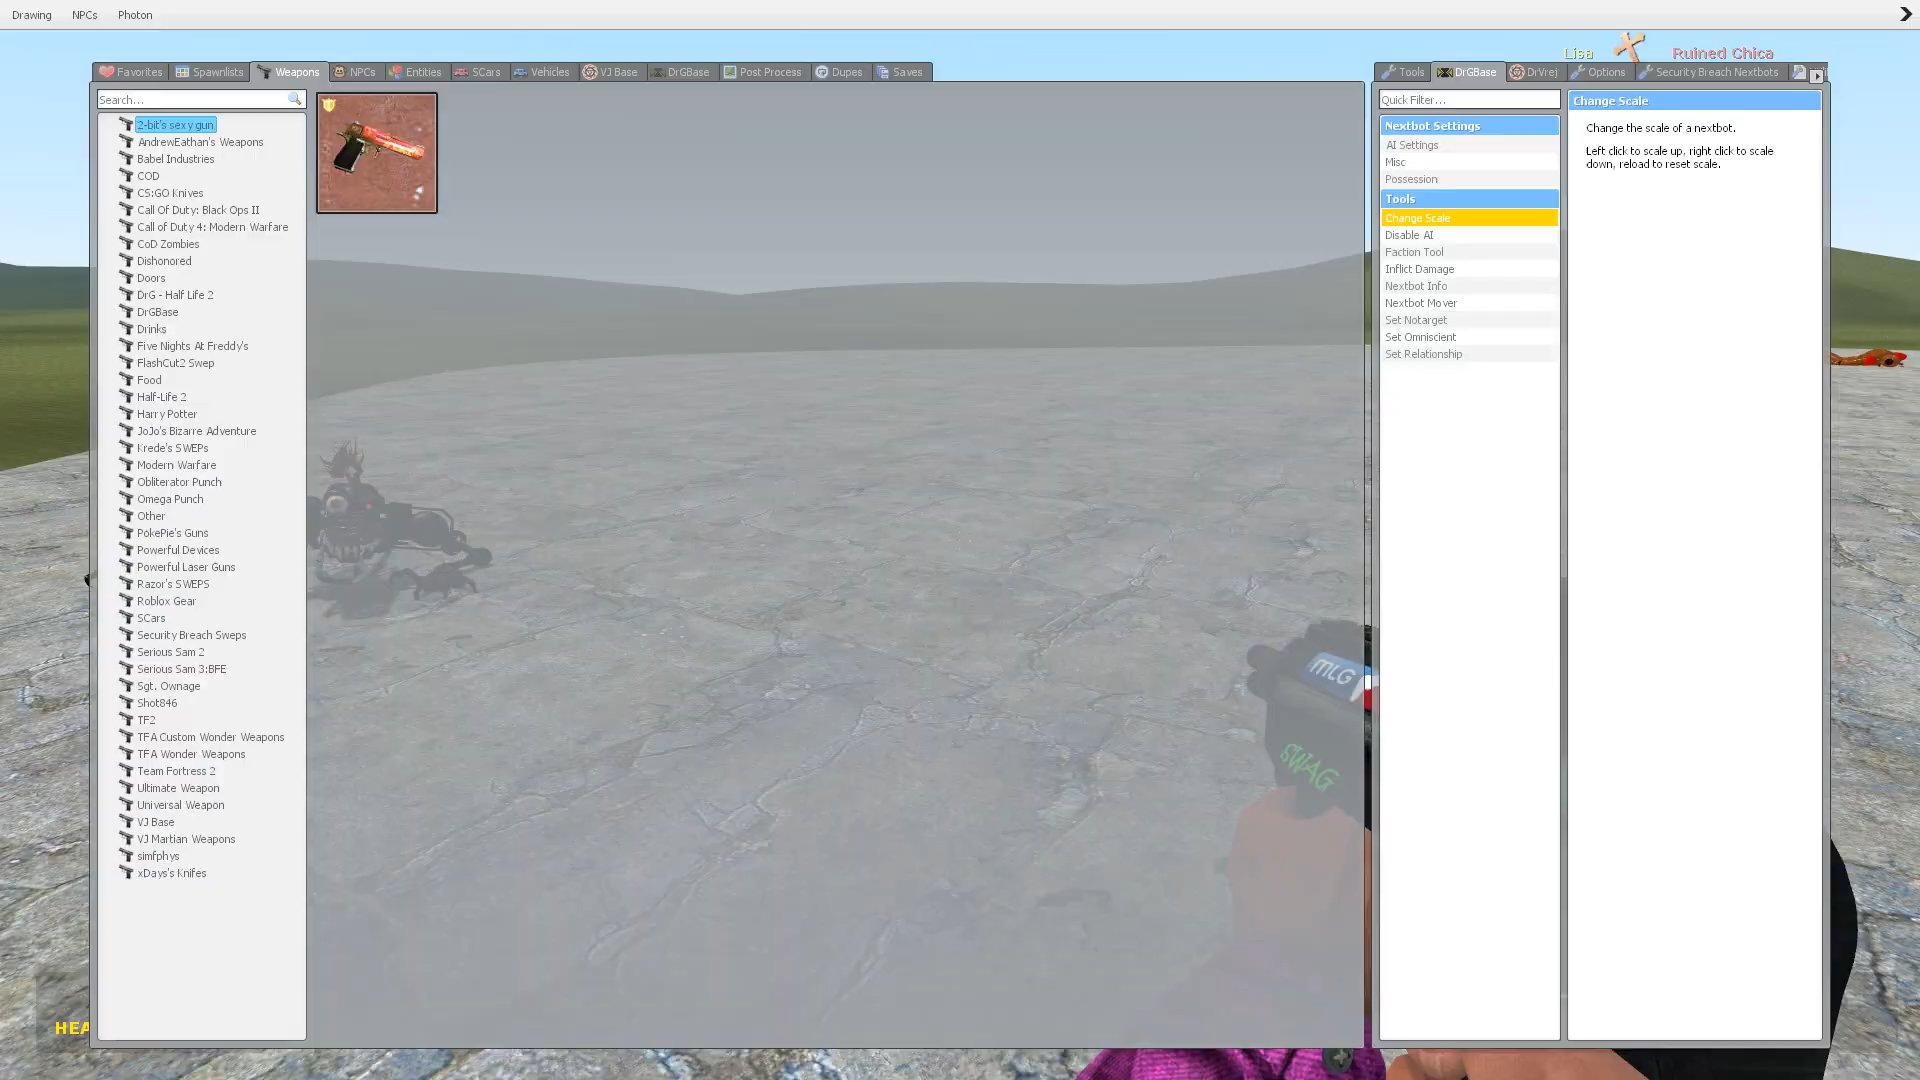 Drawing NPCs Photon
Lisa Ruined Chica
Favorites Spawnlists Weapons NPCs Entities SCars Vehicles VJ Base DrGBase Post Process Dupes Saves
Tools DrGBase DrVrej Options Security Breach Nextbots
Search...
2-bit's sexy gun
AndrewEathan's Weapons
Babel Industries
COD
CS:GO Knives
Call Of Duty: Black Ops II
Call of Duty 4: Modern Warfare
CoD Zombies
Dishonored
Doors
DrG - Half Life 2
DrGBase
Drinks
Five Nights At Freddy's
FlashCut2 Swep
Food
Half-Life 2
Harry Potter
JoJo's Bizarre Adventure
Krede's SWEPs
Modern Warfare
Obliterator Punch
Omega Punch
Other
PokePie's Guns
Powerful Devices
Powerful Laser Guns
Razor's SWEPS
Roblox Gear
SCars
Security Breach Sweps
Serious Sam 2
Serious Sam 3:BFE
Sgt. Ownage
Shot846
TF2
TFA Custom Wonder Weapons
TFA Wonder Weapons
Team Fortress 2
Ultimate Weapon
Universal Weapon
VJ Base
VJ Martian Weapons
simfphys
xDays's Knifes
HEA
MLG
SWAG
Quick Filter...
Nextbot Settings
AI Settings
Misc
Possession
Tools
Change Scale
Disable AI
Faction Tool
Inflict Damage
Nextbot Info
Nextbot Mover
Set Notarget
Set Omniscient
Set Relationship
Change Scale
Change the scale of a nextbot.
Left click to scale up, right click to scale
down, reload to reset scale.